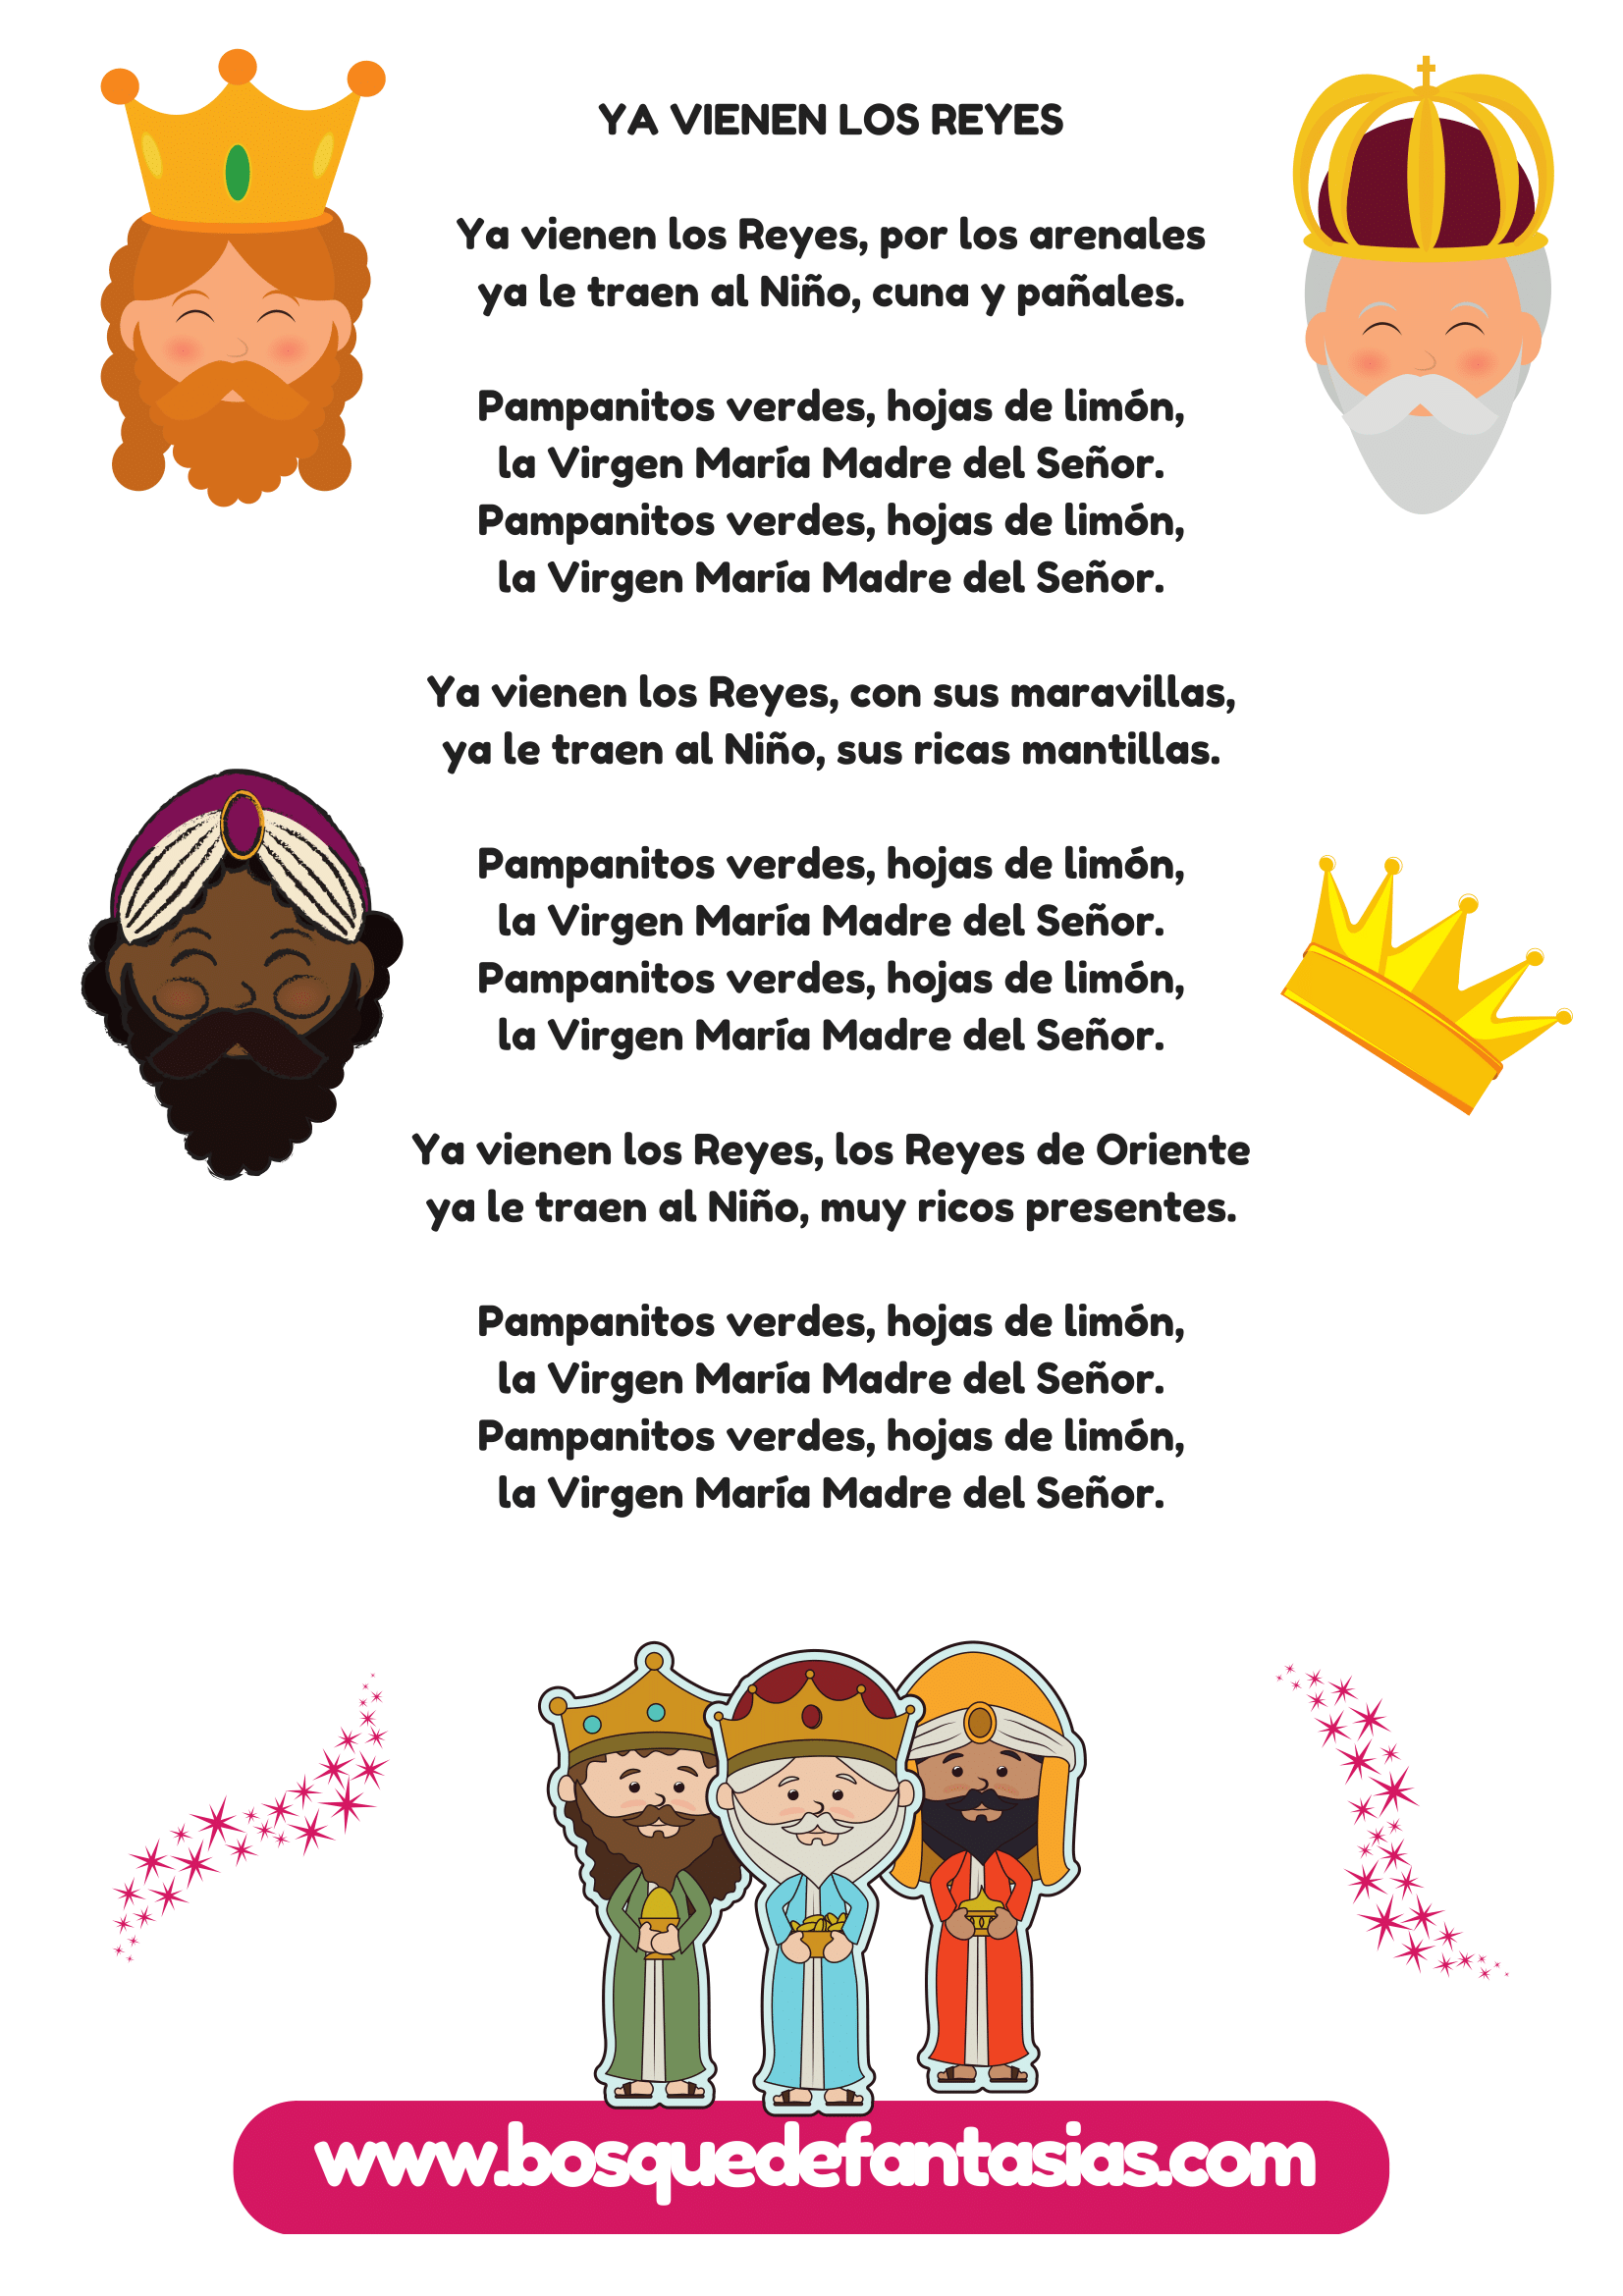 YA VIENEN LOS REYES
Ya vienen los Reyes, por los arenales
ya le traen al Niño, cuna y pañales.
Pampanitos verdes, hojas de limón,
la Virgen María Madre del Señor.
Pampanitos verdes, hojas de limón,
la Virgen María Madre del Señor.
Ya vienen los Reyes, con sus maravillas,
ya le traen al Niño, sus ricas mantillas.
Pampanitos verdes, hojas de limón,
la Virgen María Madre del Señor.
Pampanitos verdes, hojas de limón,
la Virgen María Madre del Señor.
Ya vienen los Reyes, los Reyes de Oriente
ya le traen al Niño, muy ricos presentes.
Pampanitos verdes, hojas de limón,
la Virgen María Madre del Señor.
Pampanitos verdes, hojas de limón,
la Virgen María Madre del Señor.
www.bosquedefantasias.com